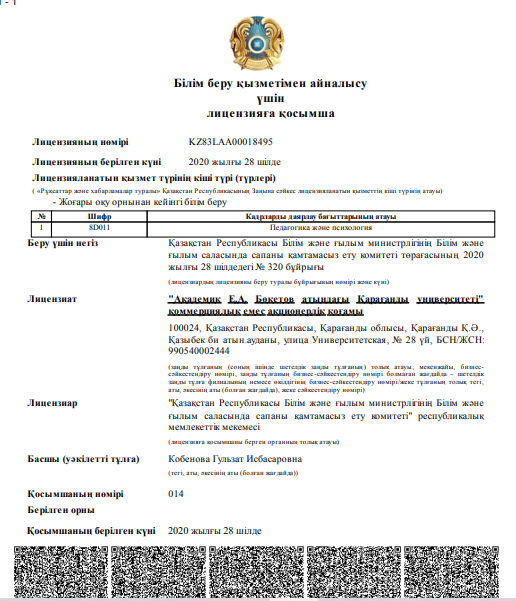 - 1
Білім беру қызметімен айналысу
үшін
лицензияға қосымша
Лицензияның нөмірі KZ83LAA00018495
Лицензияның берілген күні 2020 жылғы 28 шілде
Лицензияланатын қызмет түрінің кіші түрі (түрлері)
( «Рұқсаттар және хабарламалар туралы» Қазақстан Республикасының Заңына сәйкес лицензияланатын қызметтің кіші түрінің атауы)
- Жоғары оқу орнынан кейінгі білім беру
№ Шифр Кадрларды даярлау бағыттарының атауы
1 8D011 Педагогика және психология
Беру үшін негіз Қазақстан Республикасы Білім және ғылым министрлігінің Білім және
ғылым саласында сапаны қамтамасыз ету комитеті төрағасының 2020
жылғы 28 шілдедегі № 320 бұйрығы
(лицензиардың лицензияны беру туралы бұйрығының нөмірі және күні)
Лицензиат "Академик Е.А. Бөкетов атындағы Қарағанды университеті"
коммерциялық емес акционерлік қоғамы
100024, Қазақстан Республикасы, Қарағанды облысы, Қарағанды Қ.Ә.,
Қазыбек би атын.ауданы, улица Университетская, № 28 үй, БСН/ЖСН:
990540002444
(заңды тұлғаның (соның ішінде шетелдік заңды тұлғаның) толық атауы, мекенжайы, бизнес-
сәйкестендіру нөмірі, заңды тұлғаның бизнес-сәйкестендіру нөмірі болмаған жағдайда – шетелдік
заңды тұлға филиалының немесе өкілдігінің бизнес-сәйкестендіру нөмірі/жеке тұлғаның толық тегі,
аты, әкесінің аты (болған жағдайда), жеке сәйкестендіру нөмірі)
Лицензиар "Қазақстан Республикасы Білім және ғылым министрлігінің Білім және
ғылым саласында сапаны қамтамасыз ету комитеті" республикалық
мемлекеттік мекемесі
(лицензияға қосымшаны берген органның толық атауы)
Басшы (уәкілетті тұлға) Кобенова Гульзат Исбасаровна
(тегі, аты, әкесінің аты (болған жағдайда))
Қосымшаның нөмірі 014
Берілген орны
Қосымшаның берілген күні 2020 жылғы 28 шілде